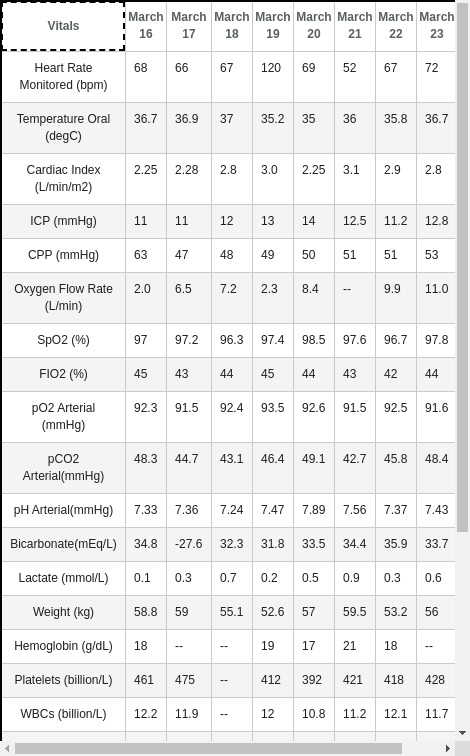 Vitals March 16 March 17 March 18 March 19 March 20 March 21 March 22 March 23
Heart Rate Monitored (bpm) 68 66 67 120 69 52 67 72
Temperature Oral (degC) 36.7 36.9 37 35.2 35 36 35.8 36.7
Cardiac Index (L/min/m2) 2.25 2.28 2.8 3.0 2.25 3.1 2.9 2.8
ICP (mmHg) 11 11 12 13 14 12.5 11.2 12.8
CPP (mmHg) 63 47 48 49 50 51 51 53
Oxygen Flow Rate (L/min) 2.0 6.5 7.2 2.3 8.4 -- 9.9 11.0
SpO2 (%) 97 97.2 96.3 97.4 98.5 97.6 96.7 97.8
FIO2 (%) 45 43 44 45 44 43 42 44
pO2 Arterial (mmHg) 92.3 91.5 92.4 93.5 92.6 91.5 92.5 91.6
pCO2 Arterial(mmHg) 48.3 44.7 43.1 46.4 49.1 42.7 45.8 48.4
pH Arterial(mmHg) 7.33 7.36 7.24 7.47 7.89 7.56 7.37 7.43
Bicarbonate(mEq/L) 34.8 -27.6 32.3 31.8 33.5 34.4 35.9 33.7
Lactate (mmol/L) 0.1 0.3 0.7 0.2 0.5 0.9 0.3 0.6
Weight (kg) 58.8 59 55.1 52.6 57 59.5 53.2 56
Hemoglobin (g/dL) 18 -- -- 19 17 21 18 --
Platelets (billion/L) 461 475 -- 412 392 421 418 428
WBCs (billion/L) 12.2 11.9 -- 12 10.8 11.2 12.1 11.7